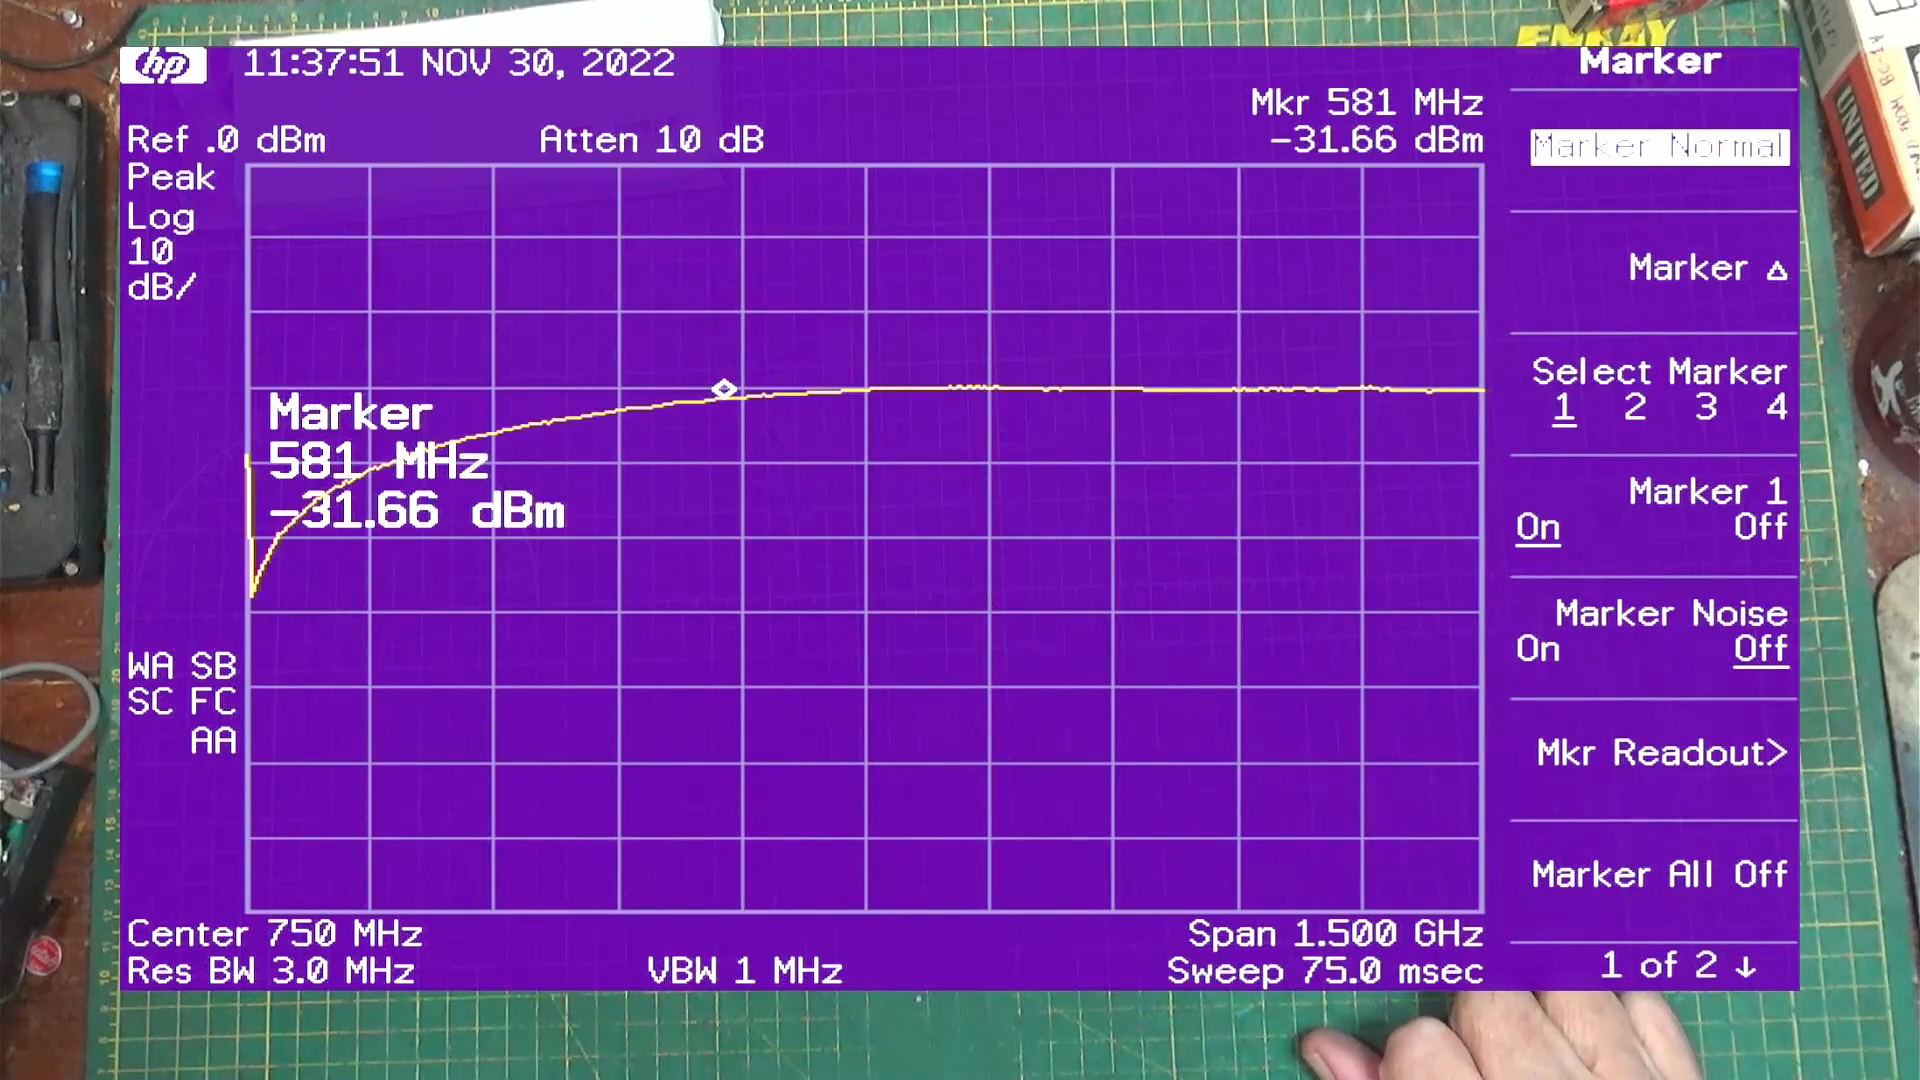 hp 11:37:51 NOV 30, 2022
Ref .0 dBm Atten 10 dB
Mkr 581 MHz
-31.66 dBm
Peak
Log
10
dB/
Marker
581 MHz
-31.66 dBm
WA SB
SC FC
AA
Center 750 MHz Span 1.500 GHz
Res BW 3.0 MHz VBW 1 MHz Sweep 75.0 msec
Marker
Marker Normal
Marker Δ
Select Marker
1 2 3 4
Marker 1
On Off
Marker Noise
On Off
Mkr Readout>
Marker All Off
1 of 2 ↓
EMKAY
UNITED